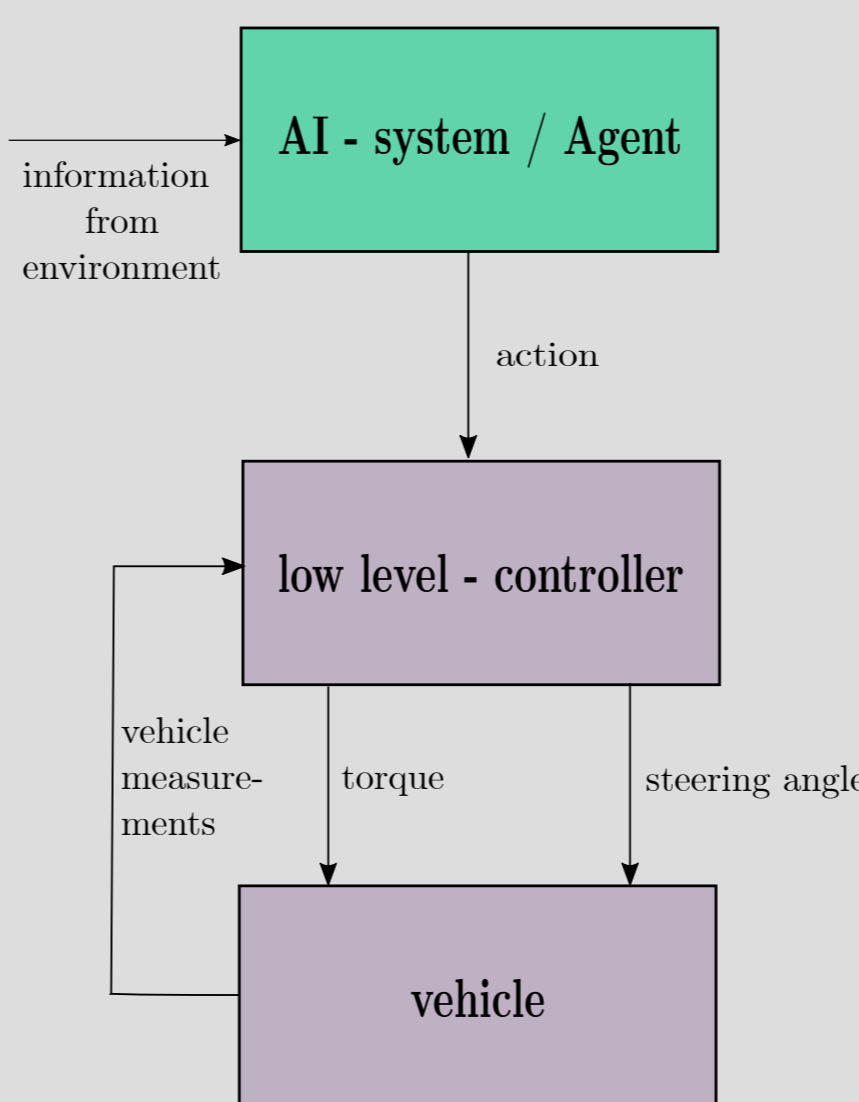 AI - system / Agent
information
from
environment
action
low level - controller
vehicle
measure-
ments
torque
steering angle
vehicle